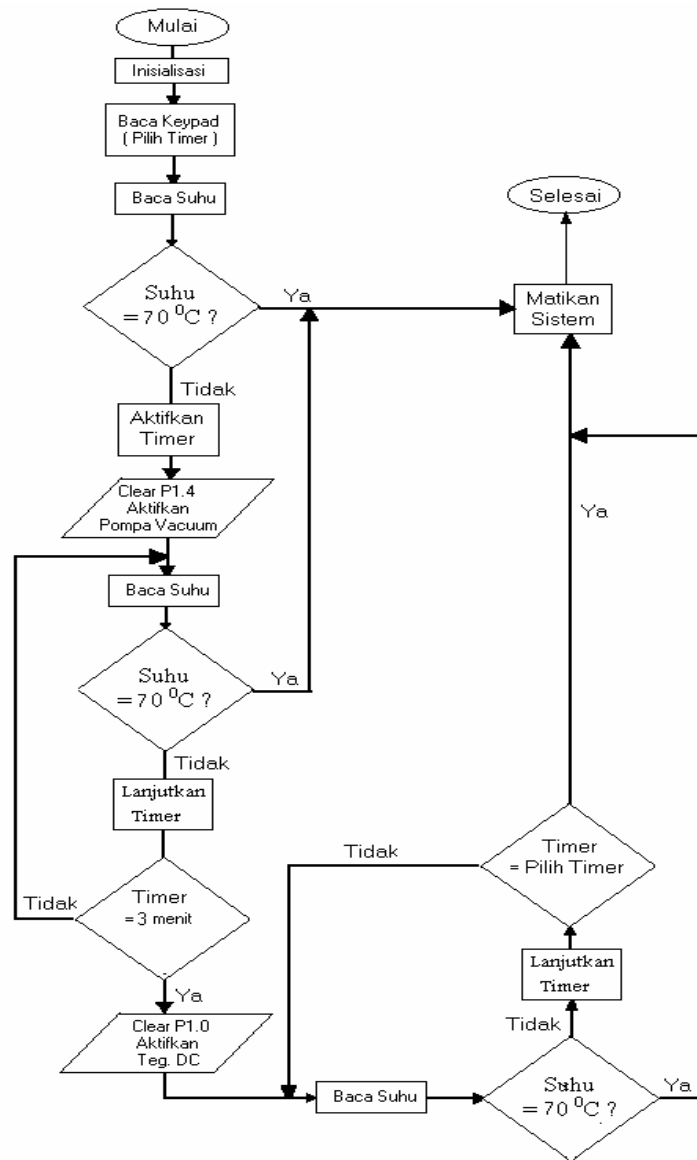 Mulai
Inisialisasi
Baca Keypad
( Pilih Timer )
Baca Suhu
Suhu
= 70 ⁰C ?
Ya
Tidak
Aktifkan
Timer
Clear P1.4
Aktifkan
Pompa Vacuum
Baca Suhu
Suhu
= 70 ⁰C ?
Ya
Tidak
Lanjutkan
Timer
Timer
= 3 menit
Tidak
Ya
Clear P1.0
Aktifkan
Teg. DC
Baca Suhu
Suhu
= 70 ⁰C ?
Ya
Tidak
Lanjutkan
Timer
Timer
= Pilih Timer
Tidak
Ya
Matikan
Sistem
Selesai